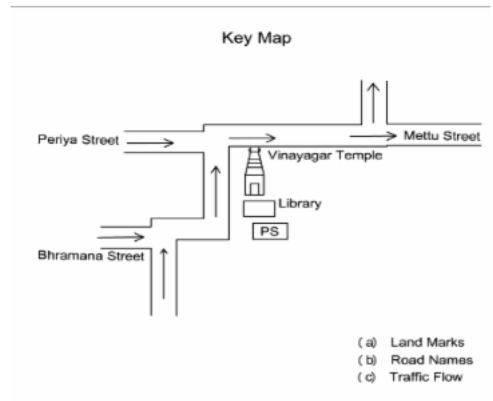 Key Map
Periya Street
Mettu Street
Vinayagar Temple
Library
PS
Bhramana Street
(a) Land Marks
(b) Road Names
(c) Traffic Flow